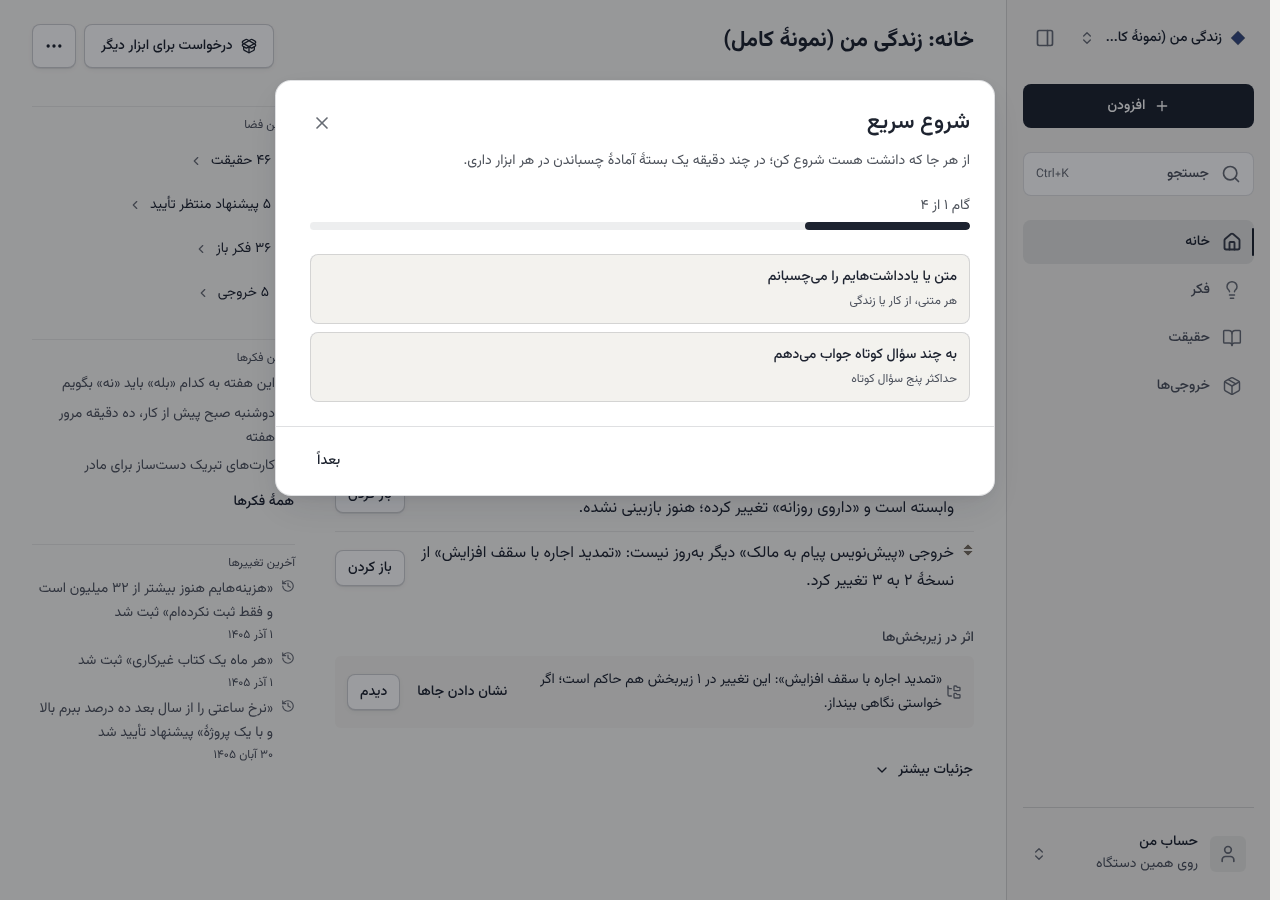 زندگی من (نمونهٔ کا...
افزودن
جستجو
Ctrl+K
خانه
فکر
حقیقت
خروجی‌ها
حساب من
روی همین دستگاه
خانه: زندگی من (نمونهٔ کامل)
درخواست برای ابزار دیگر
شروع سریع
از هر جا که دانشت هست شروع کن؛ در چند دقیقه یک بستهٔ آمادهٔ چسباندن در هر ابزار داری.
گام ۱ از ۴
متن یا یادداشت‌هایم را می‌چسبانم
هر متنی، از کار یا زندگی
به چند سؤال کوتاه جواب می‌دهم
حداکثر پنج سؤال کوتاه
بعداً
وابسته است و «داروی روزانه» تغییر کرده؛ هنوز بازبینی نشده.
خروجی «پیش‌نویس پیام به مالک» دیگر به‌روز نیست: «تمدید اجاره با سقف افزایش» از
نسخهٔ ۲ به ۳ تغییر کرد.
باز کردن
اثر در زیربخش‌ها
«تمدید اجاره با سقف افزایش»: این تغییر در ۱ زیربخش هم حاکم است؛ اگر
خواستی نگاهی بینداز.
نشان دادن جاها
دیدم
جزئیات بیشتر
فضا
۴۶ حقیقت
۵ پیشنهاد منتظر تأیید
۳۶ فکر باز
۵ خروجی
فکرها
این هفته به کدام «بله» باید «نه» بگویم
دوشنبه صبح پیش از کار، ده دقیقه مرور
هفته
کارت‌های تبریک دست‌ساز برای مادر
همهٔ فکرها
آخرین تغییرها
«هزینه‌هایم هنوز بیشتر از ۳۲ میلیون است
و فقط ثبت نکرده‌ام» ثبت شد
۱ آذر ۱۴۰۵
«هر ماه یک کتاب غیرکاری» ثبت شد
۱ آذر ۱۴۰۵
«نرخ ساعتی را از سال بعد ده درصد ببرم بالا
و با یک پروژهٔ» پیشنهاد تأیید شد
۳۰ آبان ۱۴۰۵